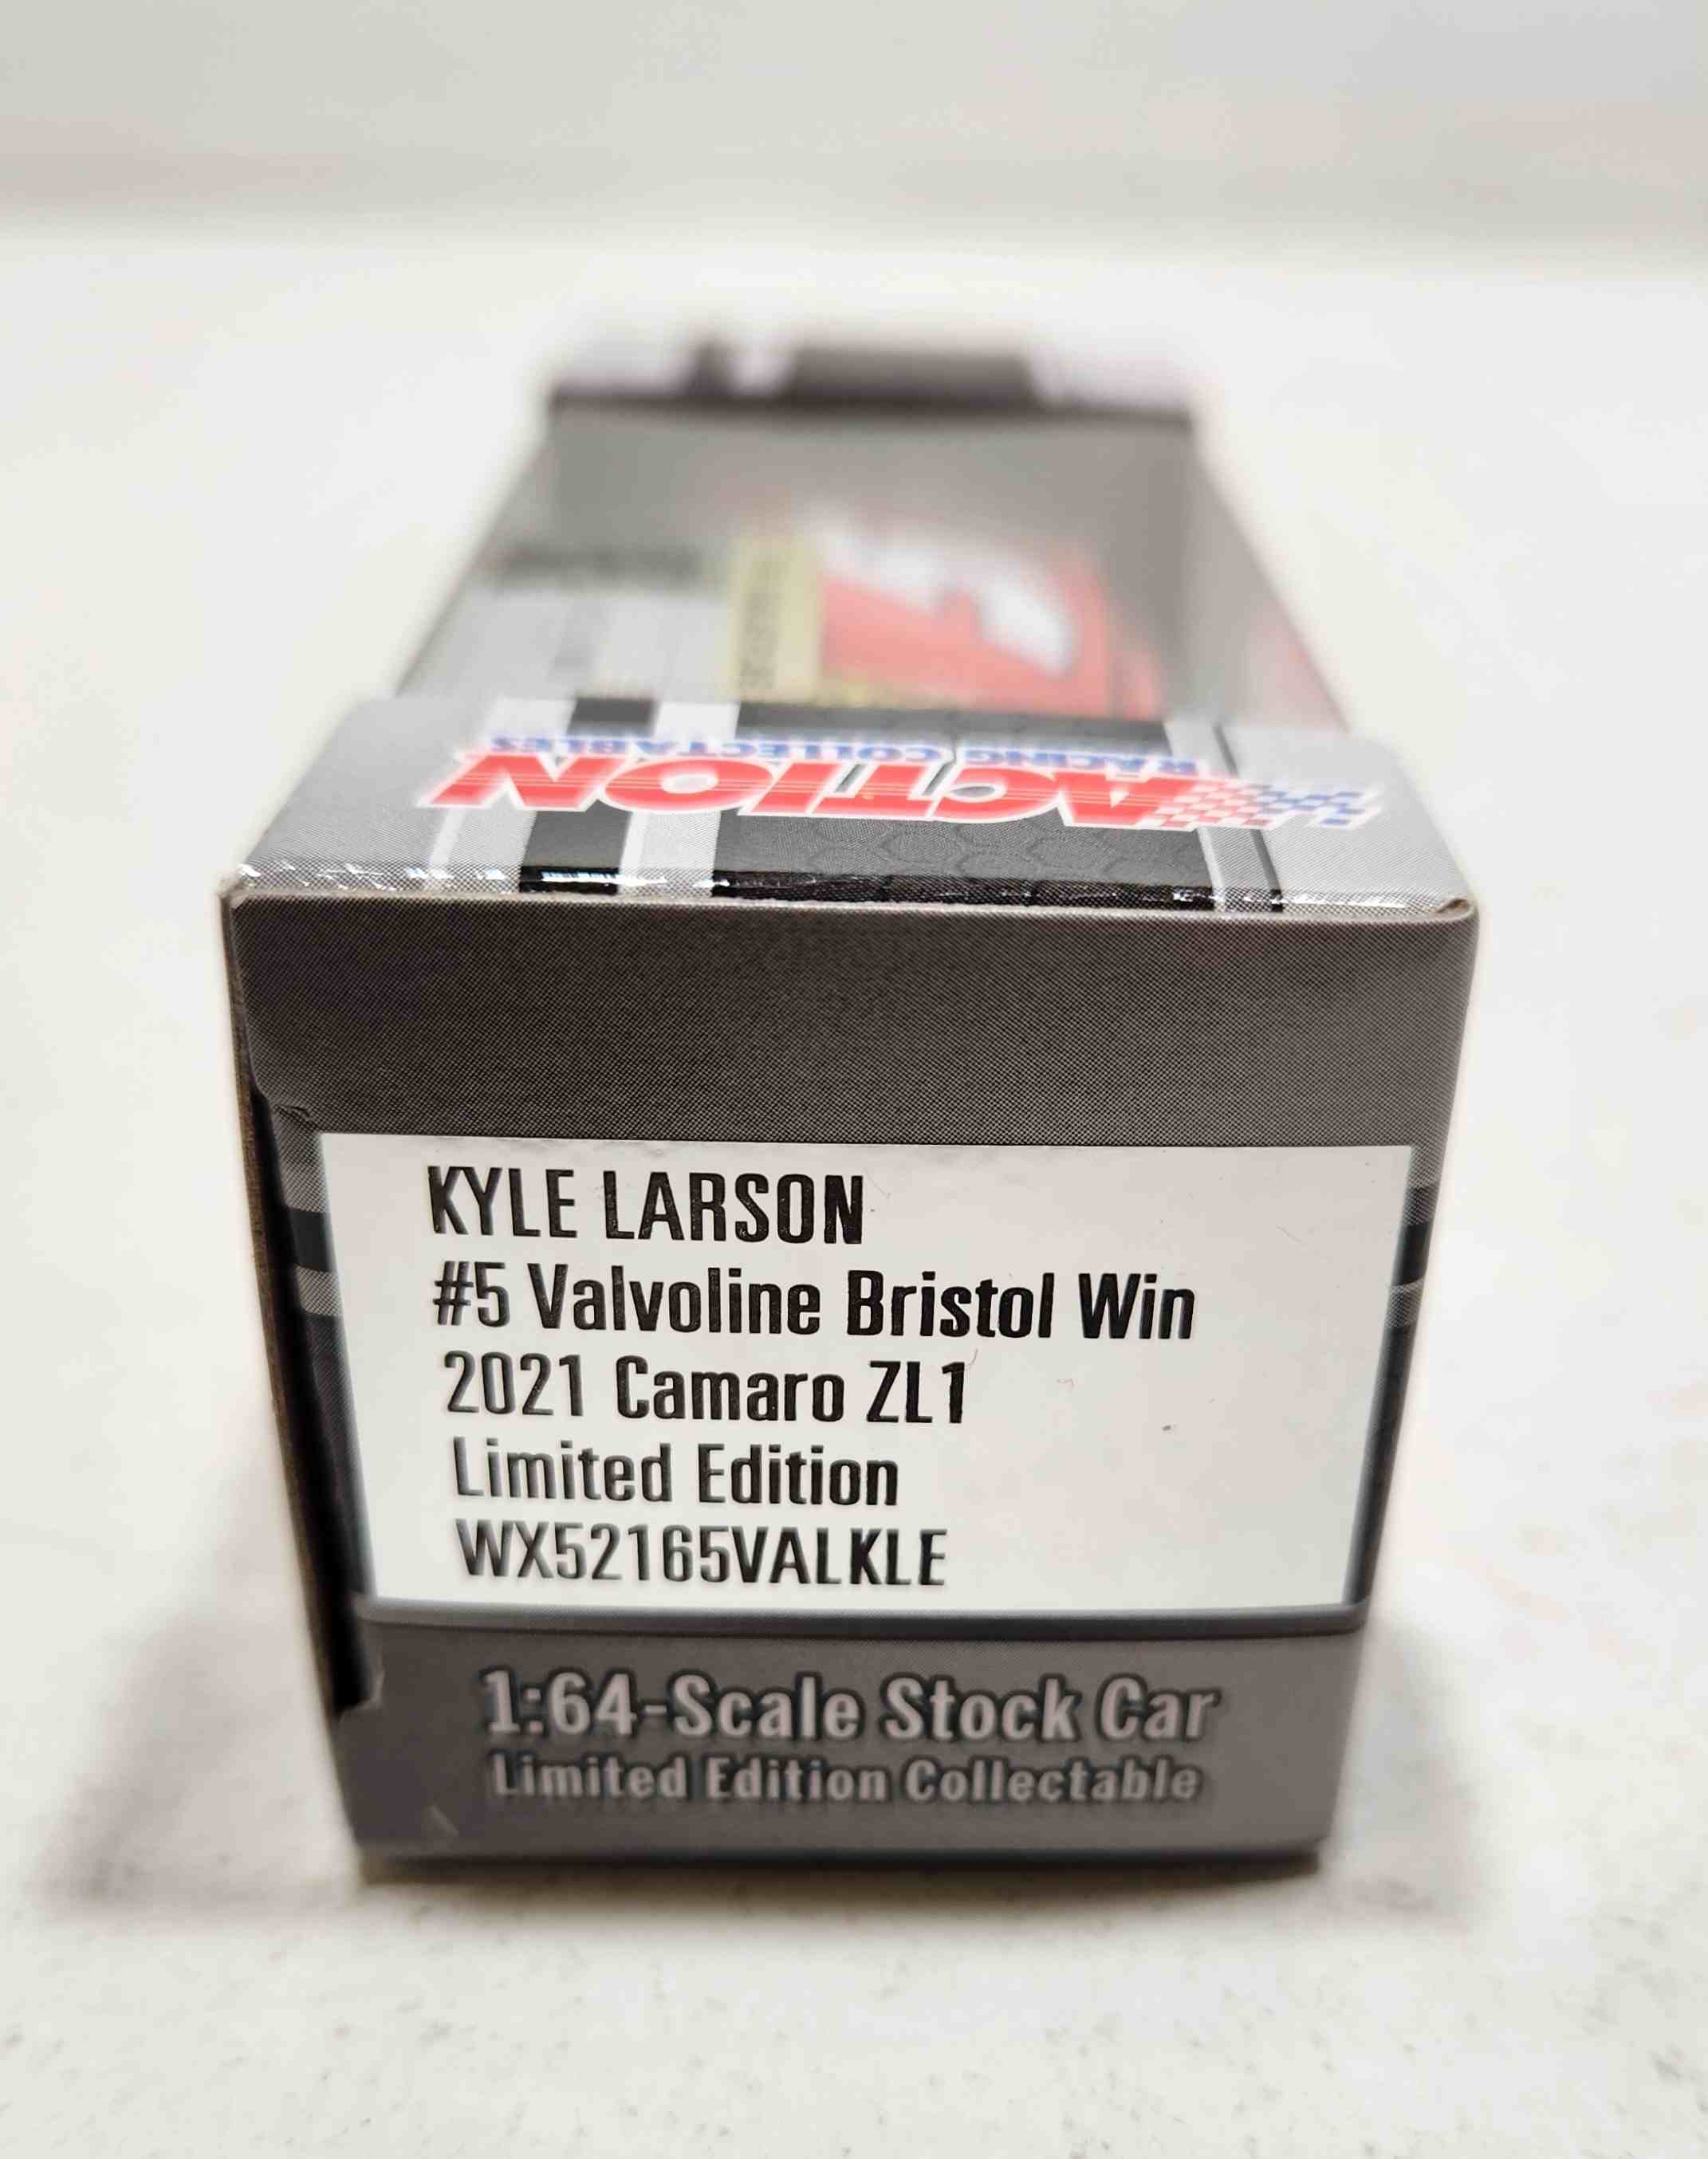 ACTION
RACING COLLECTABLES
KYLE LARSON
#5 Valvoline Bristol Win
2021 Camaro ZL1
Limited Edition
WX52165VALKLE
1:64-Scale Stock Car
Limited Edition Collectable